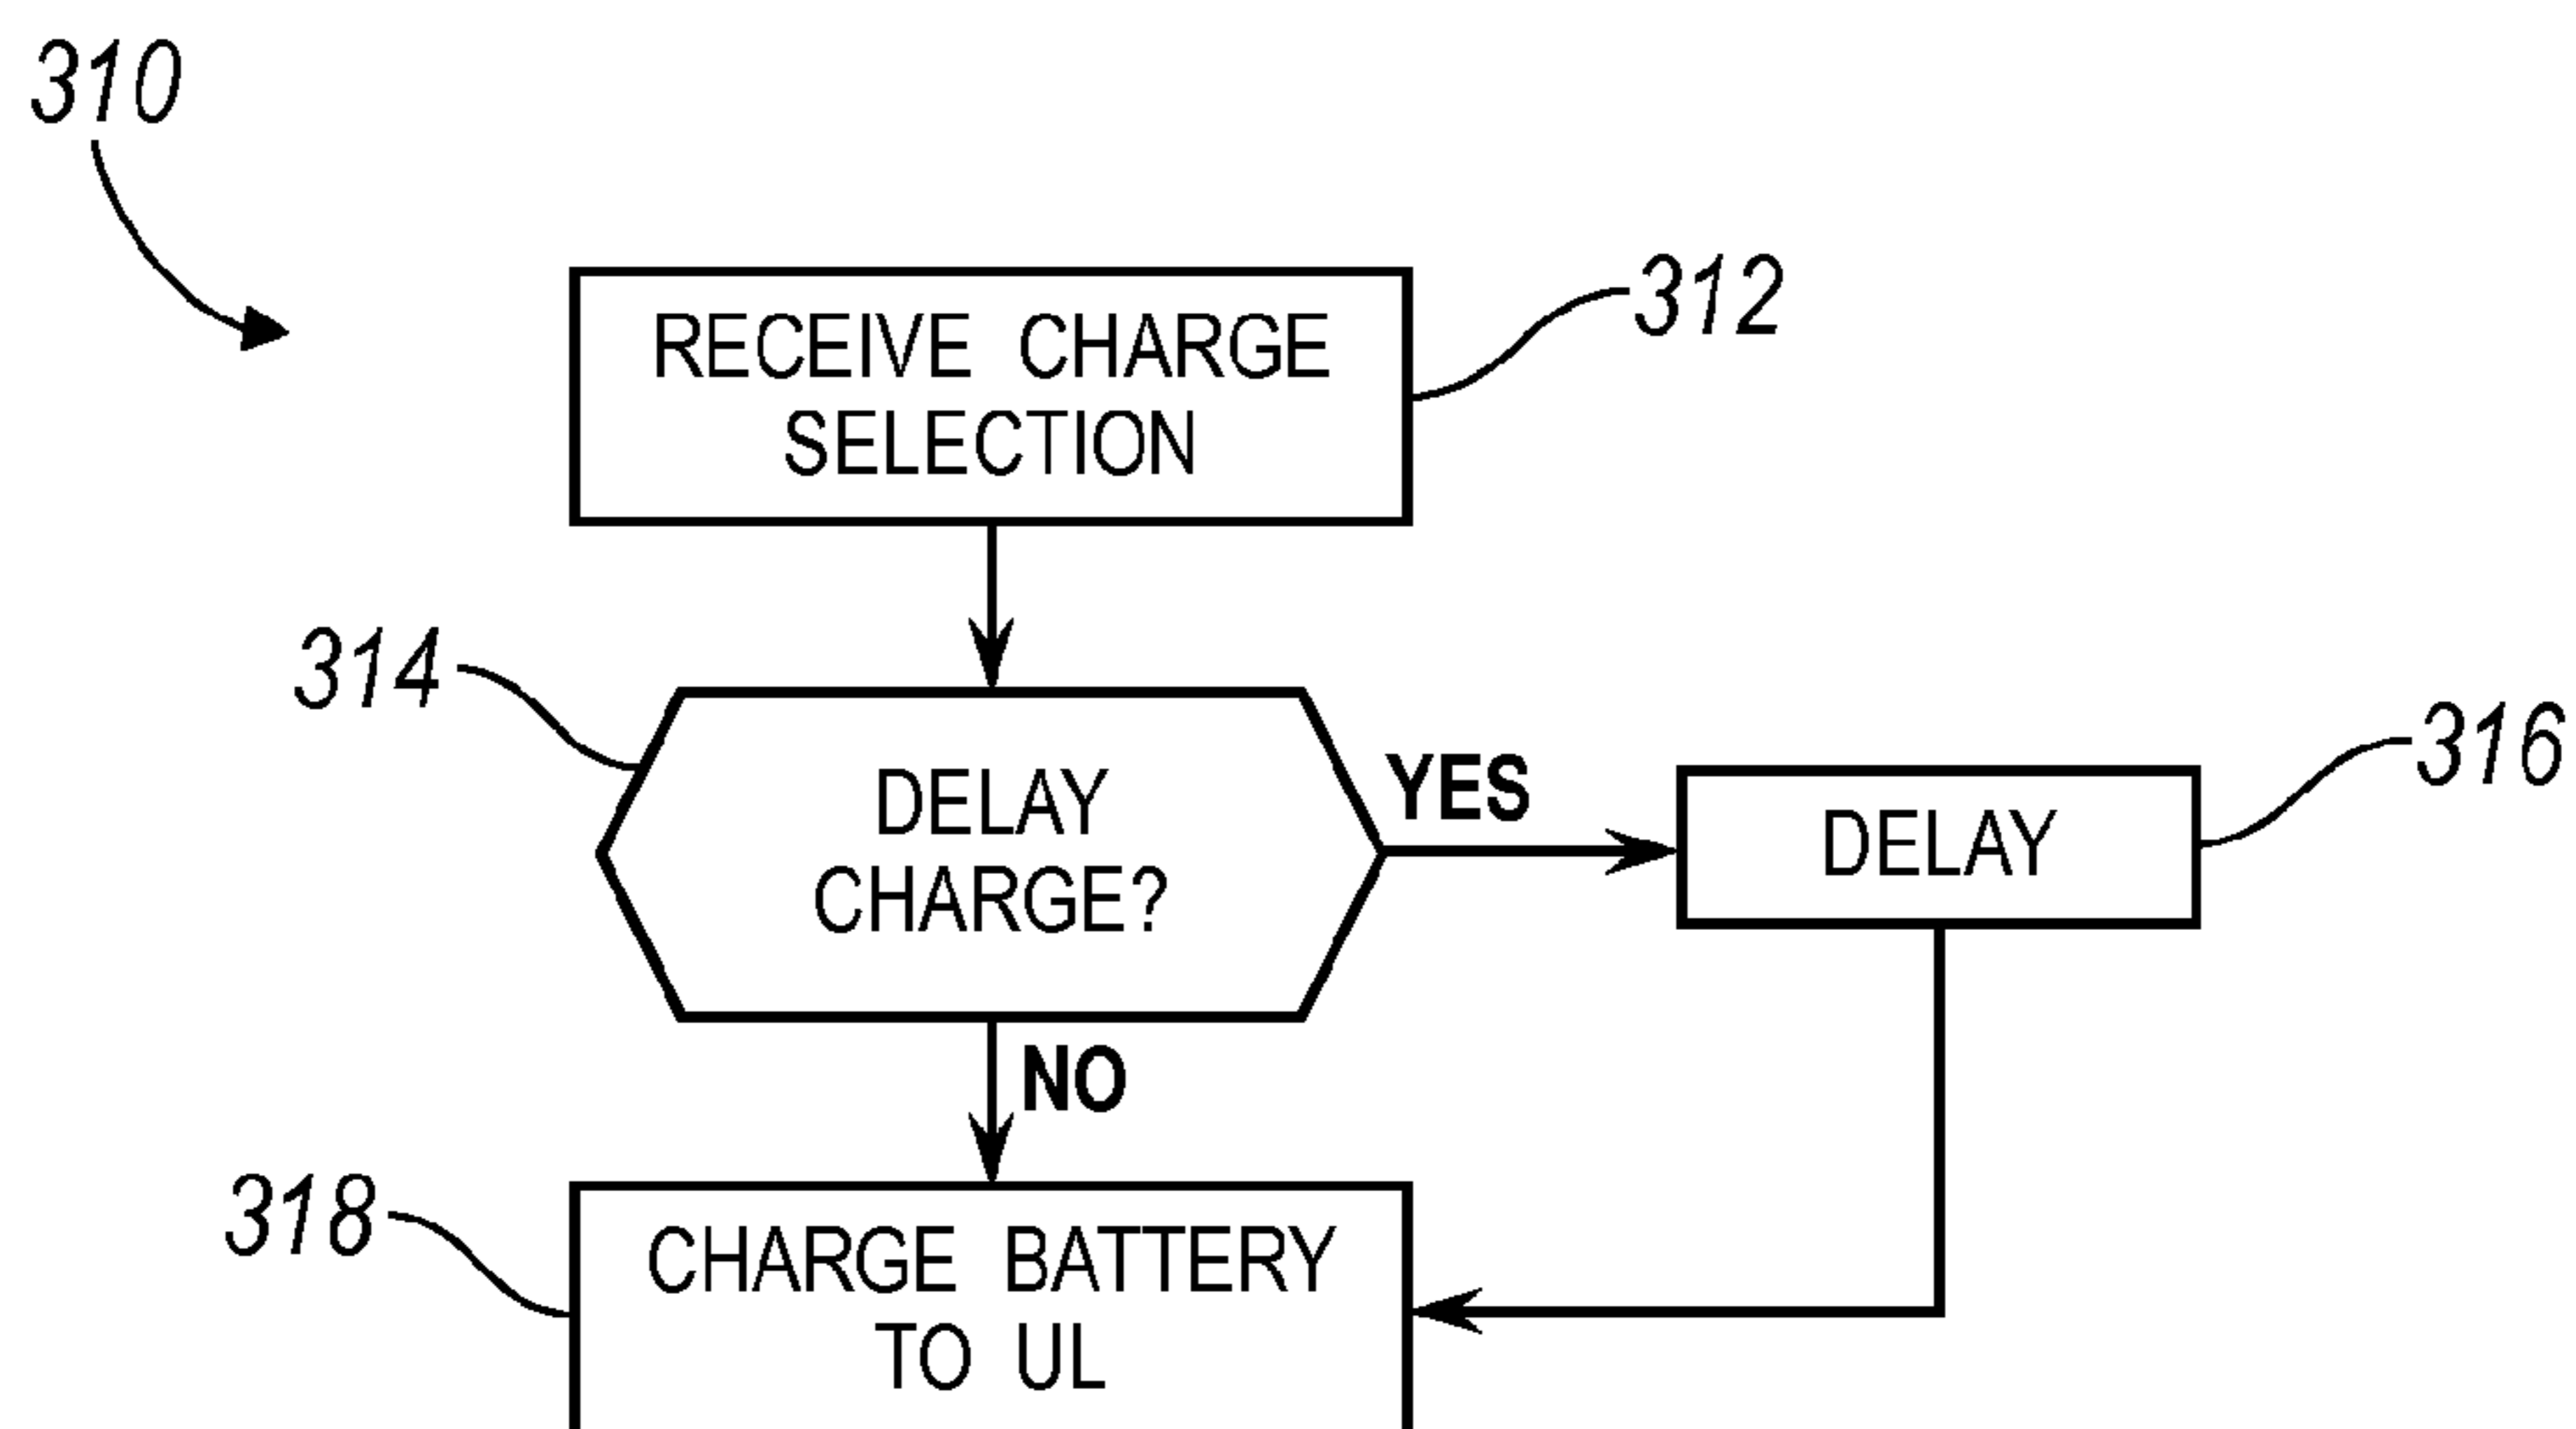 310
RECEIVE CHARGE
SELECTION
312
314
DELAY
CHARGE?
YES
DELAY
316
NO
318
CHARGE BATTERY
TO UL